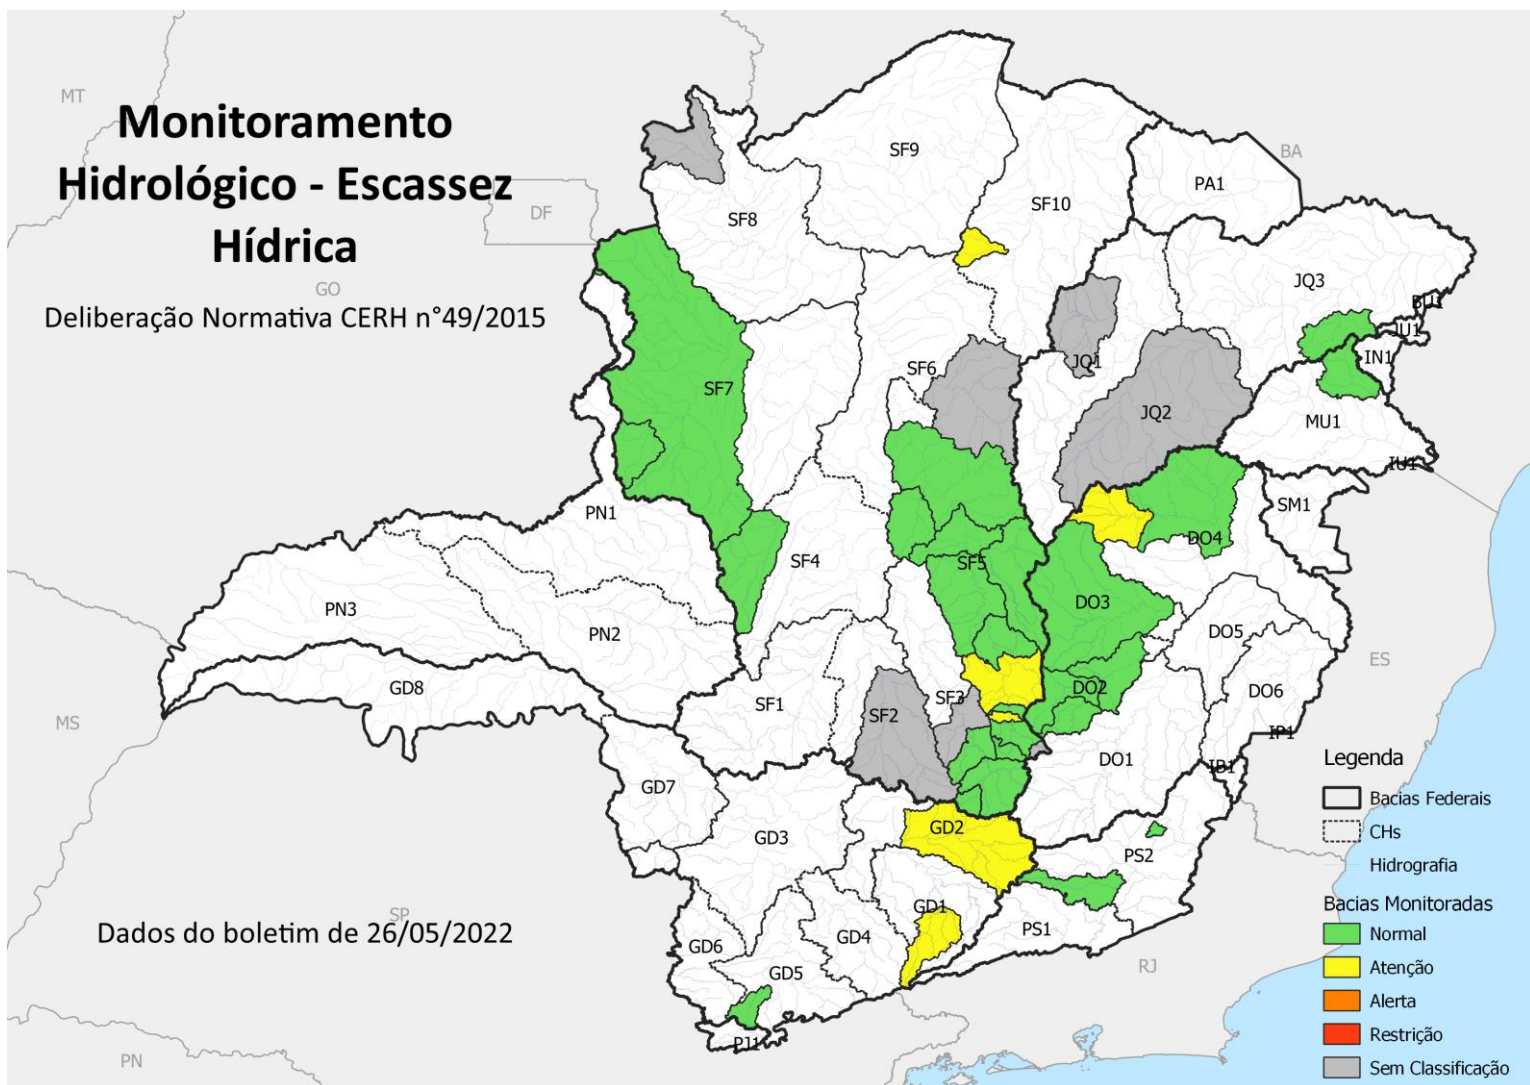 Monitoramento
Hidrológico - Escassez
Hídrica
Deliberação Normativa CERH n°49/2015
Dados do boletim de 26/05/2022
MT
DF
GO
BA
MS
ES
SP
RJ
PN
SF9
PA1
SF10
SF8
JQ3
BU1
JU1
IN1
SF6
JQ1
SF7
JQ2
MU1
IU1
SM1
PN1
DO4
SF4
SF5
DO3
PN3
PN2
DO5
GD8
DO2
DO6
SF1
SF3
SF2
IP1
DO1
IB1
GD7
GD2
GD3
PS2
GD1
PS1
GD4
GD6
GD5
PJ1
Legenda
Bacias Federais
CHs
Hidrografia
Bacias Monitoradas
Normal
Atenção
Alerta
Restrição
Sem Classificação